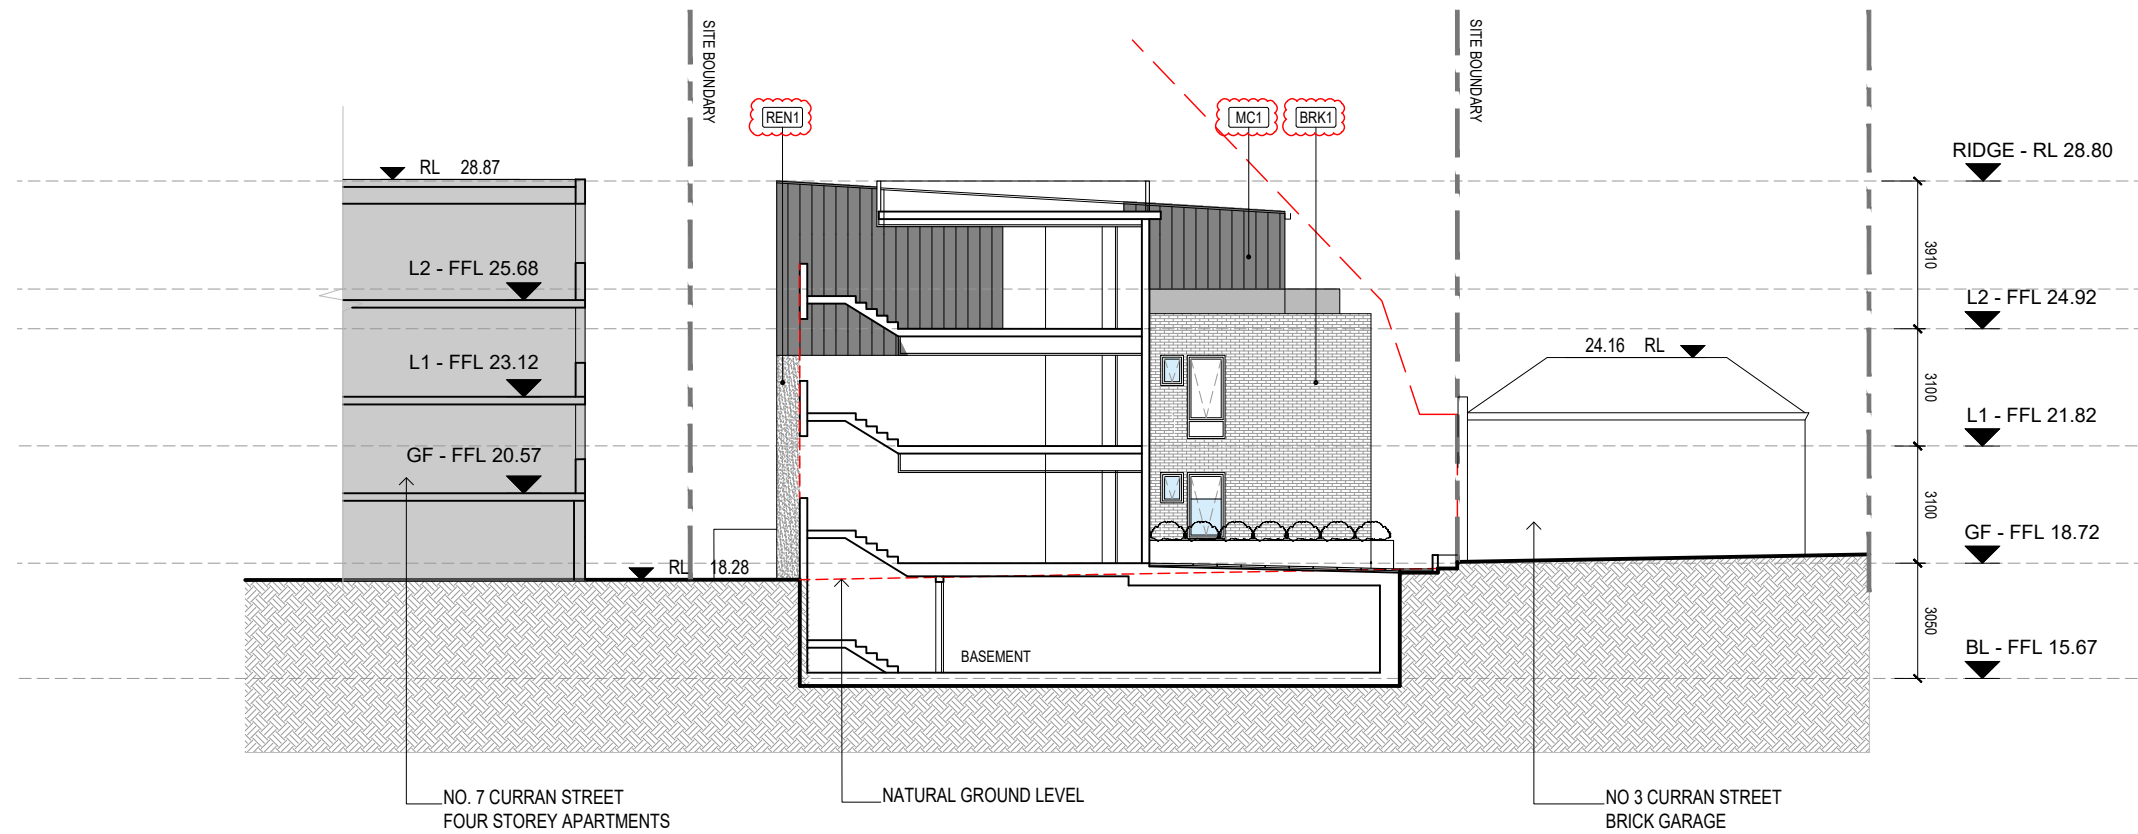 SITE BOUNDARY
SITE BOUNDARY
REN1
MC1
BRK1
RL 28.87
RIDGE - RL 28.80
L2 - FFL 25.68
3910
L2 - FFL 24.92
24.16 RL
L1 - FFL 23.12
3100
L1 - FFL 21.82
GF - FFL 20.57
3100
GF - FFL 18.72
RL 18.28
3050
BASEMENT
BL - FFL 15.67
NO. 7 CURRAN STREET
FOUR STOREY APARTMENTS
NATURAL GROUND LEVEL
NO 3 CURRAN STREET
BRICK GARAGE